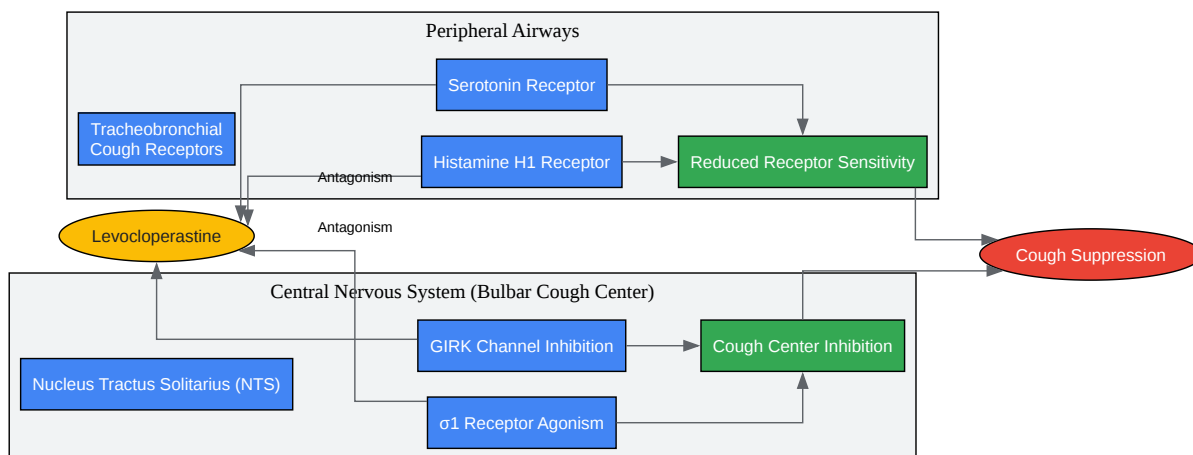 Peripheral Airways
Serotonin Receptor
Tracheobronchial
Cough Receptors
Histamine H1 Receptor
Reduced Receptor Sensitivity
Antagonism
Antagonism
Levocloperastine
Cough Suppression
Central Nervous System (Bulbar Cough Center)
GIRK Channel Inhibition
Cough Center Inhibition
Nucleus Tractus Solitarius (NTS)
σ1 Receptor Agonism